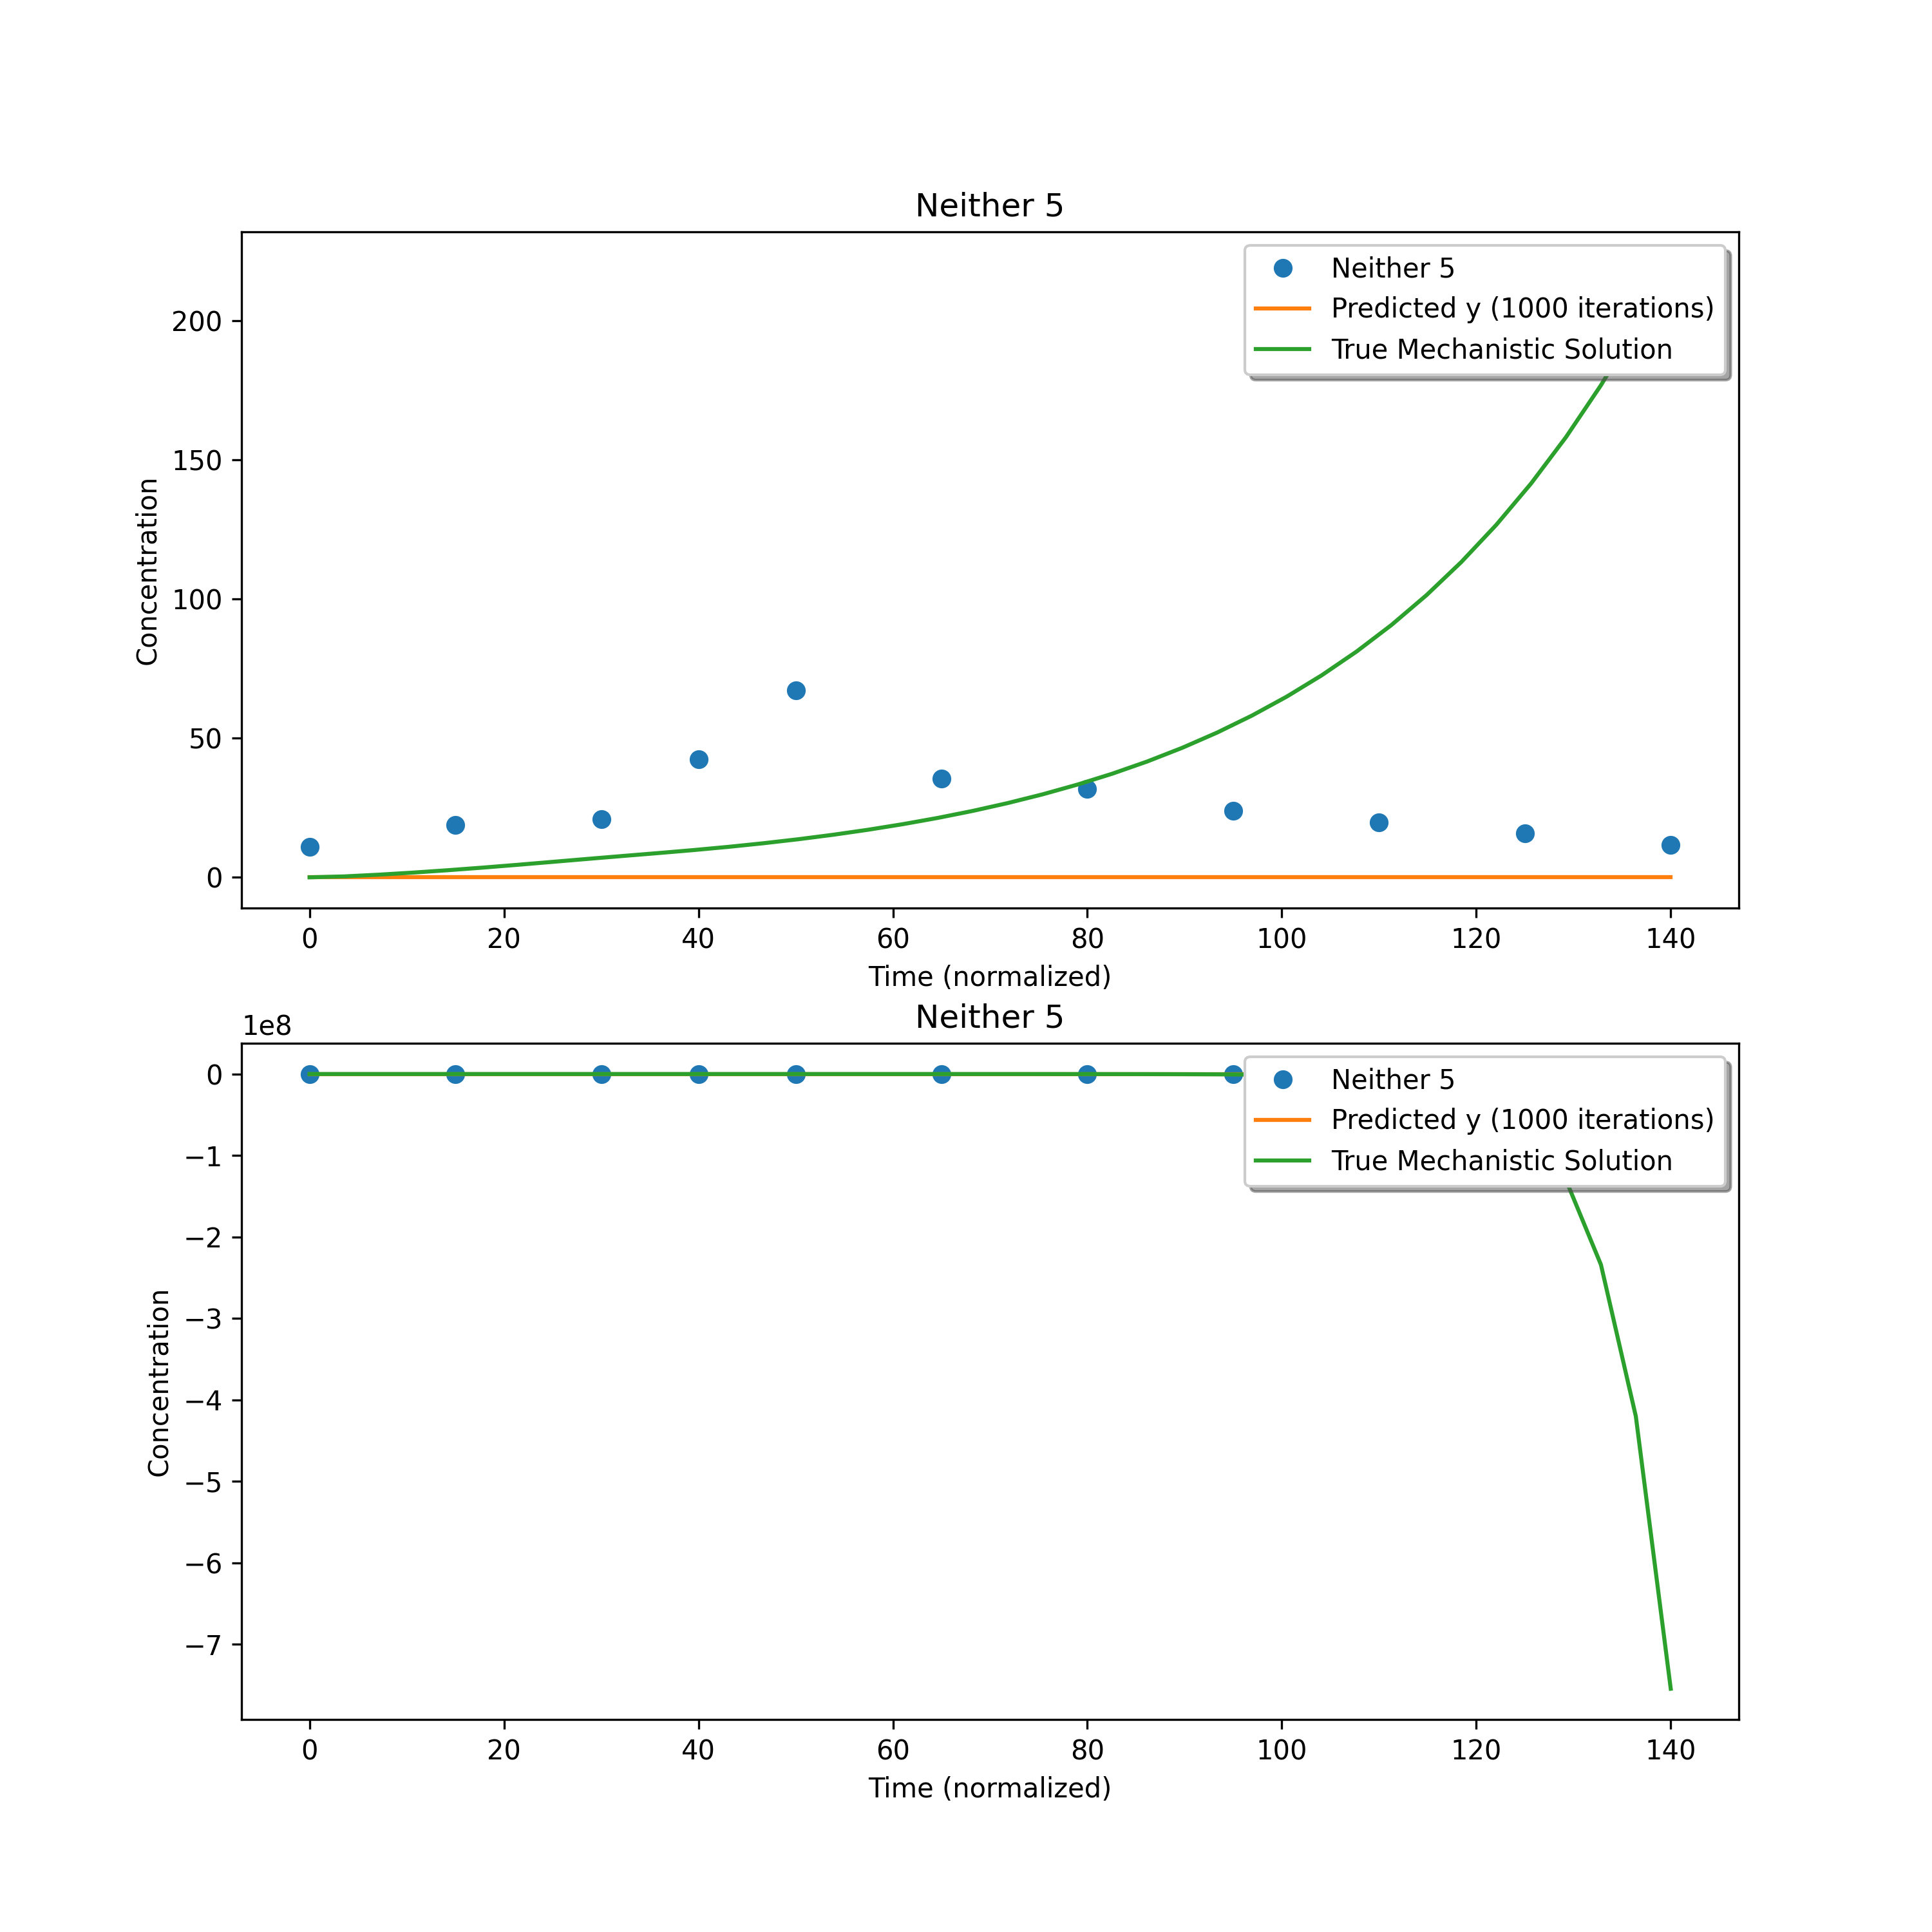 Neither 5
Neither 5
Predicted y (1000 iterations)
True Mechanistic Solution
200
150
100
50
0
Concentration
0 20 40 60 80 100 120 140
Time (normalized)
Neither 5
1e8
Neither 5
Predicted y (1000 iterations)
True Mechanistic Solution
0
−1
−2
−3
−4
−5
−6
−7
Concentration
0 20 40 60 80 100 120 140
Time (normalized)